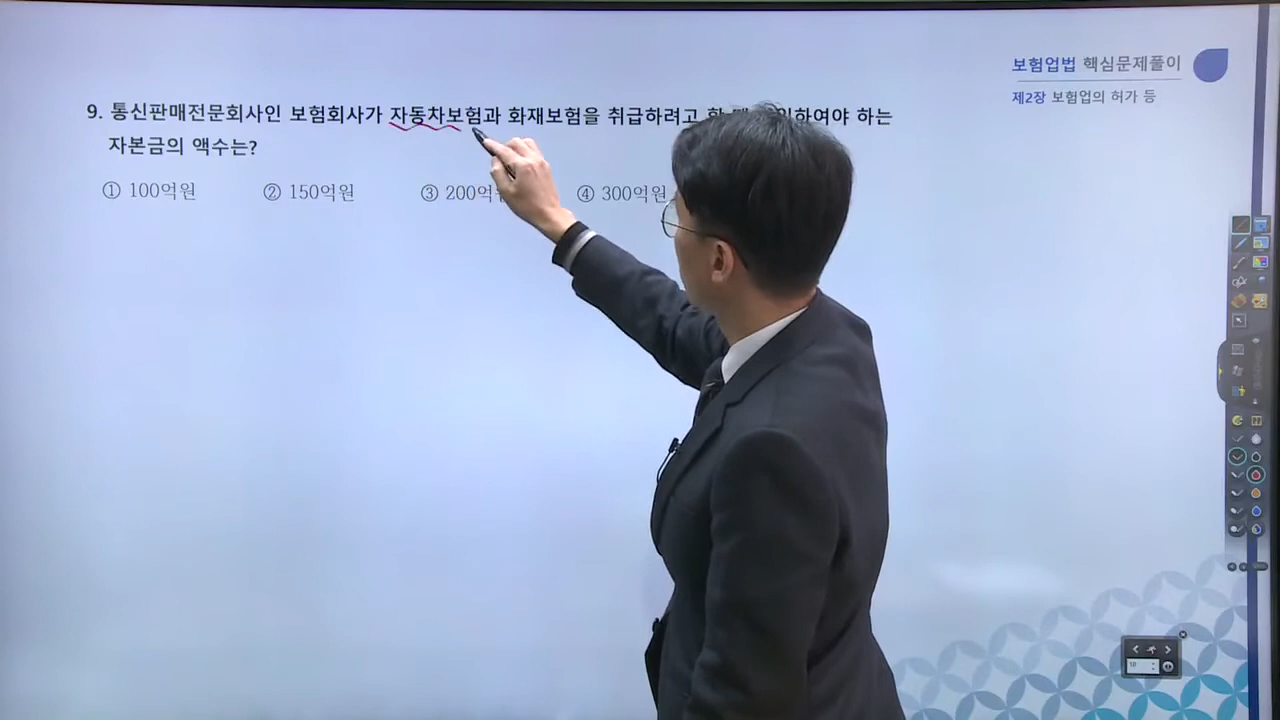 보험업법 핵심문제풀이
제2장 보험업의 허가 등
9. 통신판매전문회사인 보험회사가 자동차보험과 화재보험을 취급하려고 할 하는
자본금의 액수는?
① 100억원 ② 150억원 ③ 200억 ④ 300억원